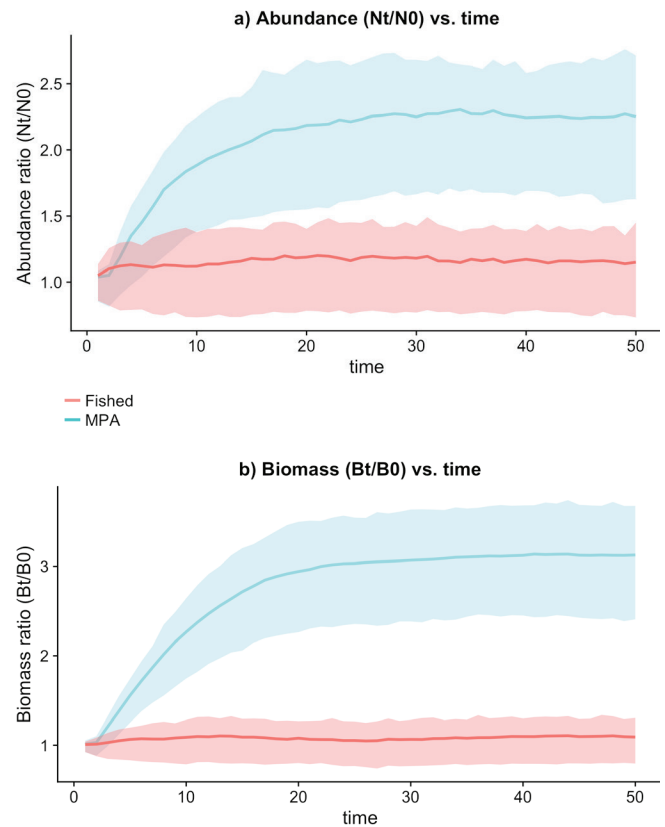 a) Abundance (Nt/N0) vs. time
Abundance ratio (Nt/N0)
2.5
2.0
1.5
1.0
0 10 20 30 40 50
time
Fished
MPA
b) Biomass (Bt/B0) vs. time
Biomass ratio (Bt/B0)
3
2
1
0 10 20 30 40 50
time